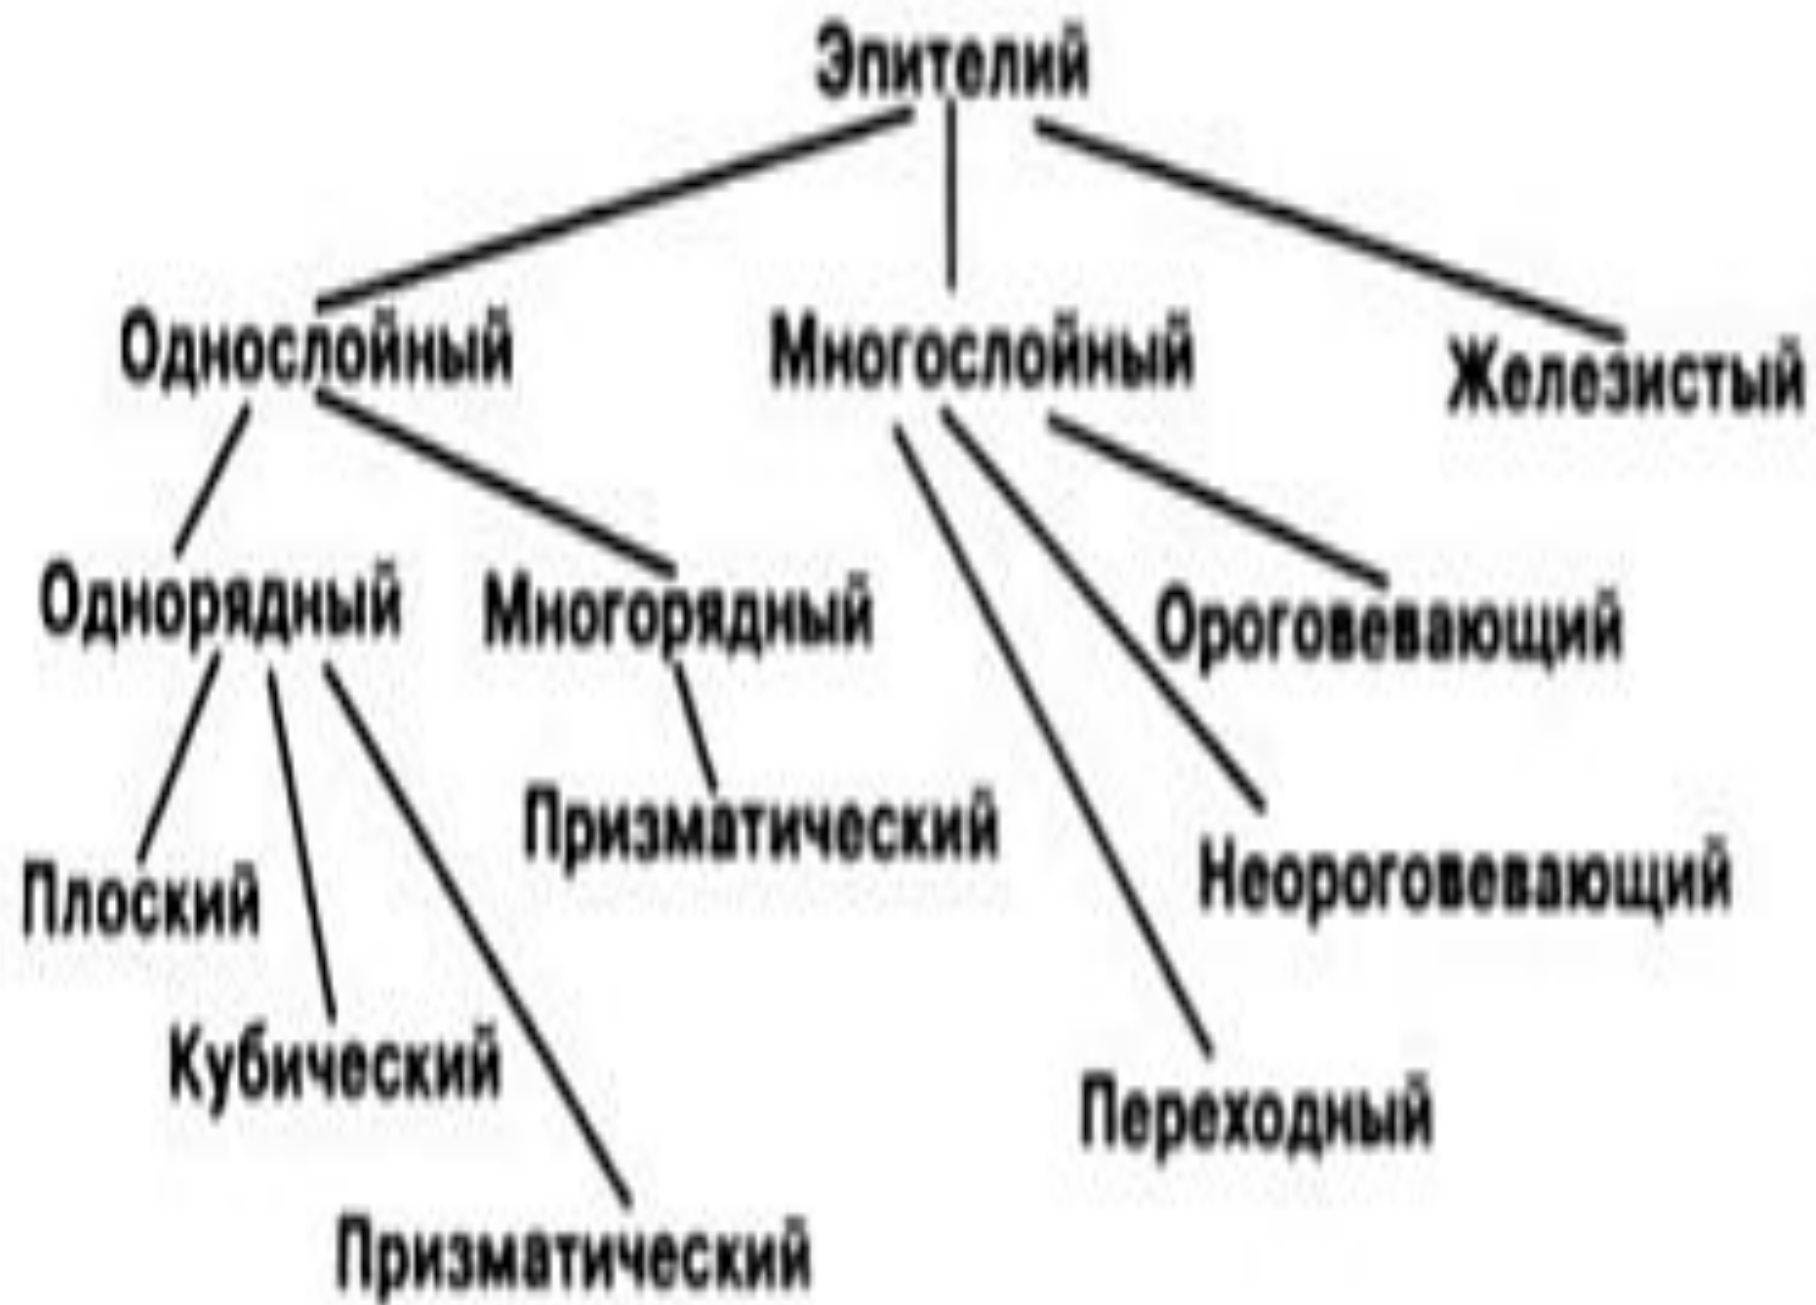 Эпителий
Однослойный
Многослойный
Железистый
Однорядный
Многорядный
Ороговевающий
Призматический
Неороговевающий
Плоский
Кубический
Переходный
Призматический